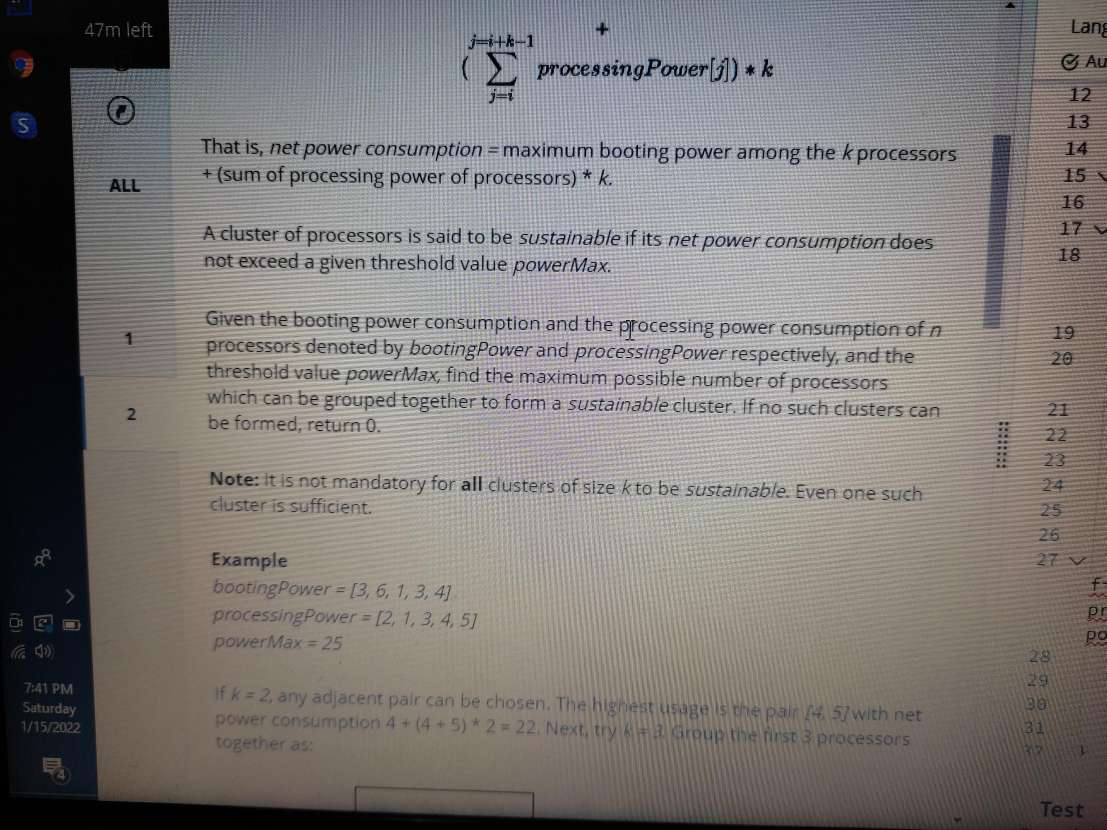 47m left
+
j=i+k-1
( ∑ processingPower[j]) * k
j=i
That is, net power consumption = maximum booting power among the k processors
+ (sum of processing power of processors) * k.
ALL
A cluster of processors is said to be sustainable if its net power consumption does
not exceed a given threshold value powerMax.
Given the booting power consumption and the processing power consumption of n
processors denoted by bootingPower and processingPower respectively, and the
threshold value powerMax, find the maximum possible number of processors
which can be grouped together to form a sustainable cluster. If no such clusters can
be formed, return 0.
1
2
Note: It is not mandatory for all clusters of size k to be sustainable. Even one such
cluster is sufficient.
Example
bootingPower = [3, 6, 1, 3, 4]
processingPower = [2, 1, 3, 4, 5]
powerMax = 25
If k = 2, any adjacent pair can be chosen. The highest usage is the pair [4, 5] with net
power consumption 4 + (4 + 5) * 2 = 22. Next, try k = 3. Group the first 3 processors
together as:
S
7:41 PM
Saturday
1/15/2022
4
Lang
Au
12
13
14
15
16
17
18
19
20
21
22
23
24
25
26
27
f
pr
po
28
29
30
31
32
Test